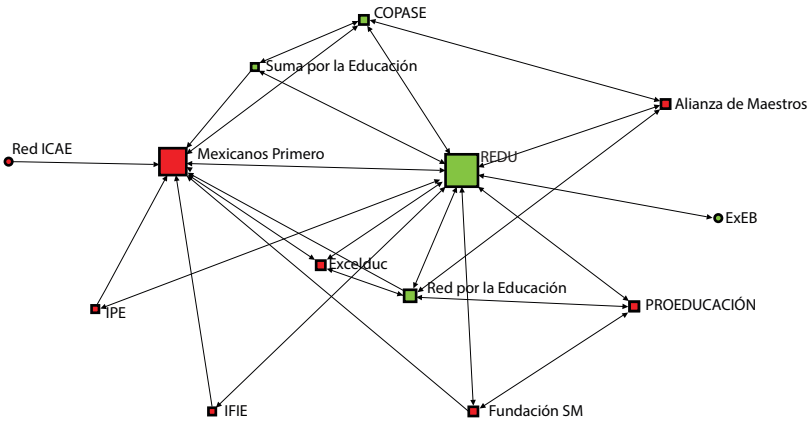 COPASE
Suma por la Educación
Alianza de Maestros
Red ICAE
Mexicanos Primero
REDU
ExEB
Excelduc
Red por la Educación
IPE
PROEDUCACIÓN
IFIE
Fundación SM